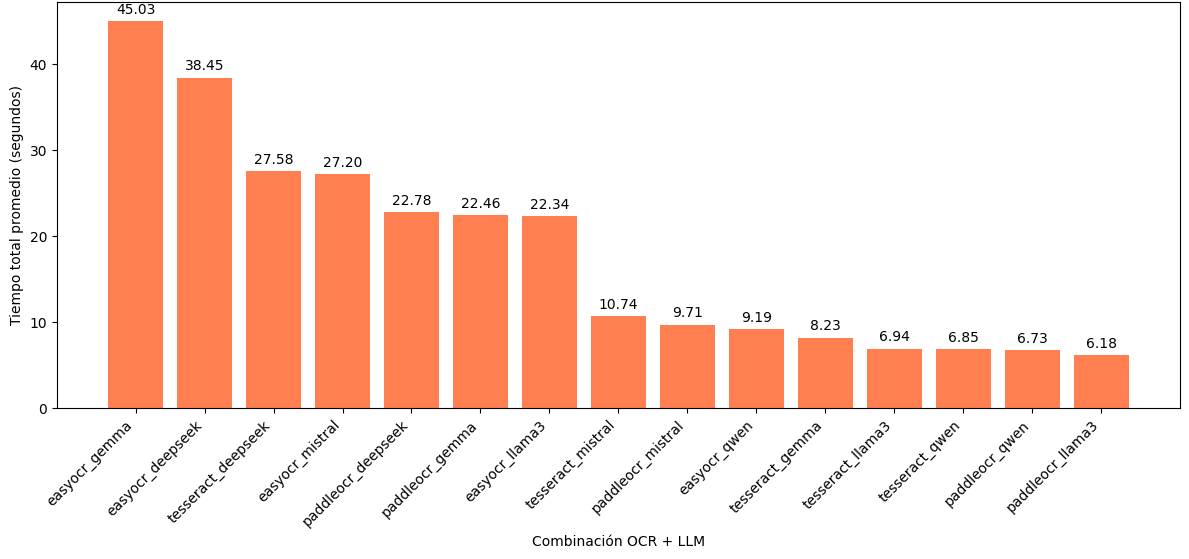 45.03
38.45
27.58
27.20
22.78
22.46
22.34
10.74
9.71
9.19
8.23
6.94
6.85
6.73
6.18
Tiempo total promedio (segundos)
40
30
20
10
0
easyocr_gemma
easyocr_deepseek
tesseract_deepseek
easyocr_mistral
paddleocr_deepseek
paddleocr_gemma
easyocr_llama3
tesseract_mistral
paddleocr_mistral
easyocr_qwen
tesseract_gemma
tesseract_llama3
tesseract_qwen
paddleocr_qwen
paddleocr_llama3
Combinación OCR + LLM